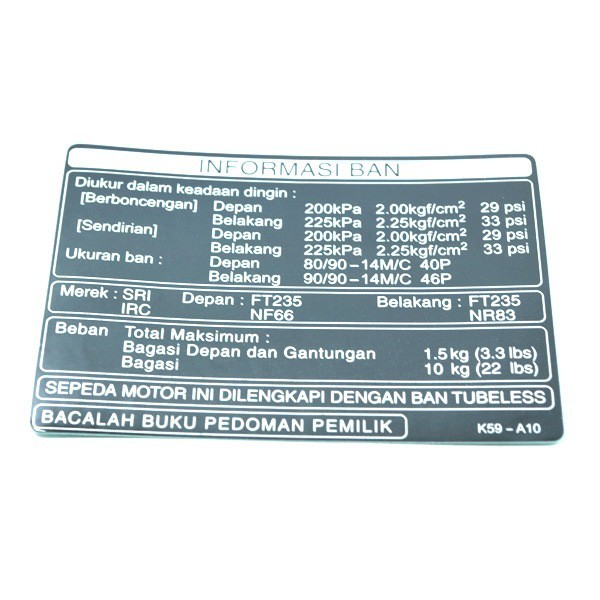 INFORMASI BAN
Diukur dalam keadaan dingin :
[Berboncengan] Depan 200kPa 2.00kgf/cm² 29 psi
Belakang 225kPa 2.25kgf/cm² 33 psi
[Sendirian] Depan 200kPa 2.00kgf/cm² 29 psi
Belakang 225kPa 2.25kgf/cm² 33 psi
Ukuran ban : Depan 80/90-14M/C 40P
Belakang 90/90-14M/C 46P
Merek : SRI Depan : FT235 Belakang : FT235
IRC NF66 NR83
Beban Total Maksimum :
Bagasi Depan dan Gantungan 1.5kg (3.3 lbs)
Bagasi 10 kg (22 lbs)
SEPEDA MOTOR INI DILENGKAPI DENGAN BAN TUBELESS
BACALAH BUKU PEDOMAN PEMILIK
K59-A10